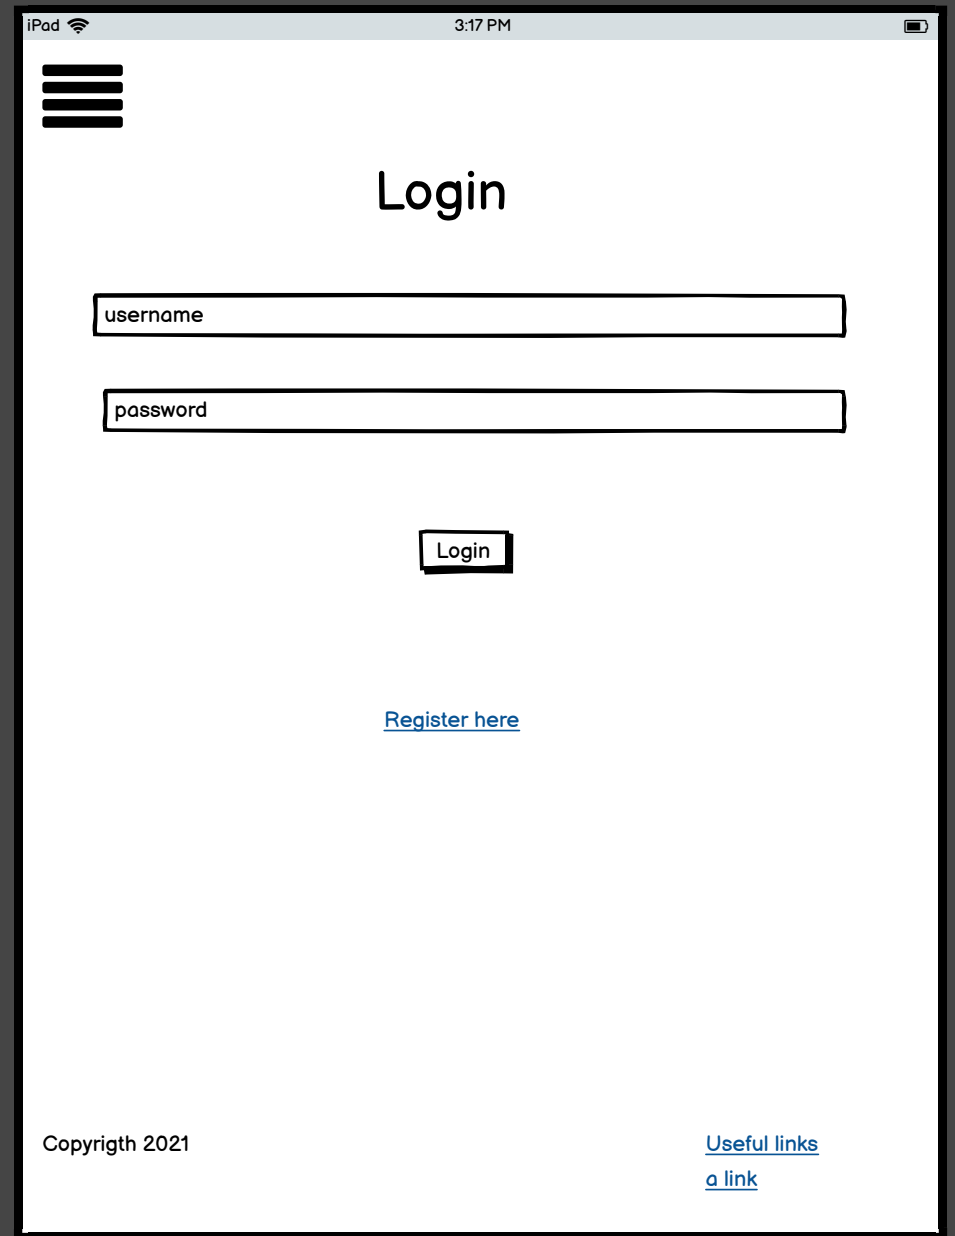 iPad 3:17 PM
Login
username
password
Login
Register here
Copyrigth 2021 Useful links
a link